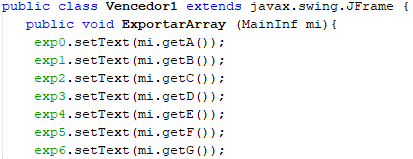 public class Vencedor1 extends javax.swing.JFrame {
public void ExportarArray (MainInf mi){
exp0.setText(mi.getA());
exp1.setText(mi.getB());
exp2.setText(mi.getC());
exp3.setText(mi.getD());
exp4.setText(mi.getE());
exp5.setText(mi.getF());
exp6.setText(mi.getG());